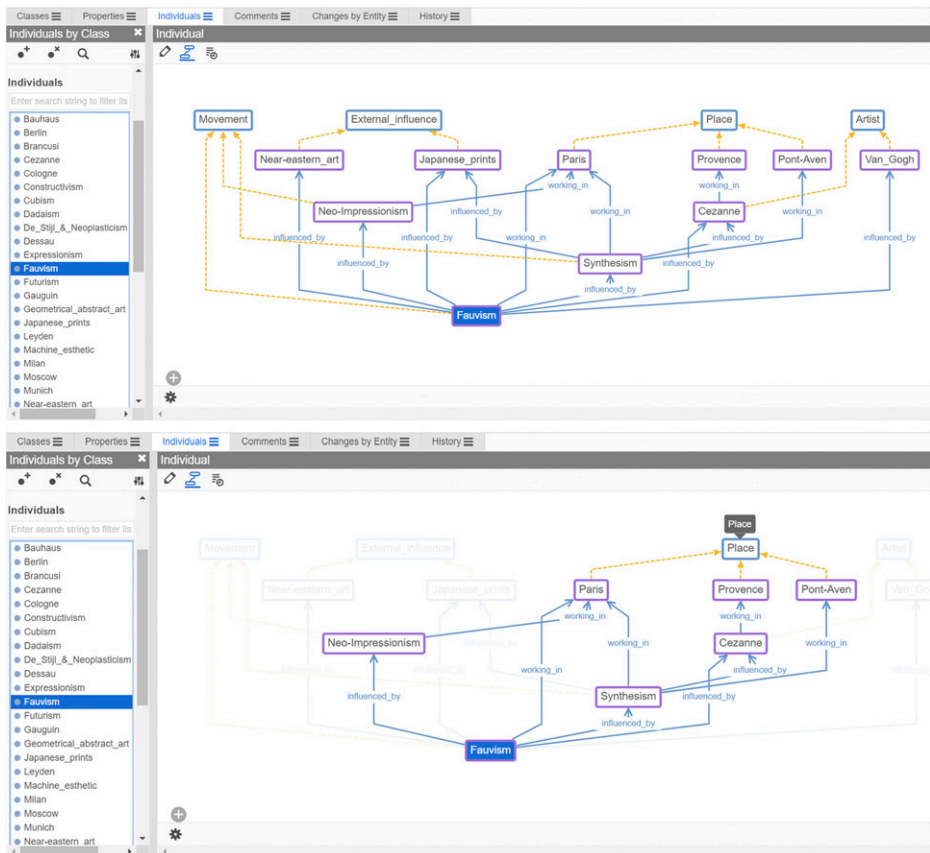 Classes Properties Individuals Comments Changes by Entity History
Individuals by Class
Individual
Individuals
Enter search string to filter lis
Bauhaus
Berlin
Brancusi
Cezanne
Cologne
Constructivism
Cubism
Dadaism
De_Stijl_&_Neoplasticism
Dessau
Expressionism
Fauvism
Futurism
Gauguin
Geometrical_abstract_art
Japanese_prints
Leyden
Machine_esthetic
Milan
Moscow
Munich
Near-eastern_art
Movement External_influence Place Artist
Near-eastern_art Japanese_prints Paris Provence Pont-Aven Van_Gogh
working_in working_in
Neo-Impressionism Cezanne
working_in working_in
influenced_by influenced_by working_in influenced_by influenced_by
Synthesism
influenced_by influenced_by
influenced_by
Fauvism
Classes Properties Individuals Comments Changes by Entity History
Individuals by Class
Individual
Individuals
Enter search string to filter lis
Bauhaus
Berlin
Brancusi
Cezanne
Cologne
Constructivism
Cubism
Dadaism
De_Stijl_&_Neoplasticism
Dessau
Expressionism
Fauvism
Futurism
Gauguin
Geometrical_abstract_art
Japanese_prints
Leyden
Machine_esthetic
Milan
Moscow
Munich
Near-eastern_art
Place
Movement External_influence Place Artist
Near-eastern_art Japanese_prints Paris Provence Pont-Aven Van_Go
working_in working_in
Neo-Impressionism Cezanne
working_in working_in
working_in influenced_by
influenced_by influenced_by
Synthesism
influenced_by
Fauvism